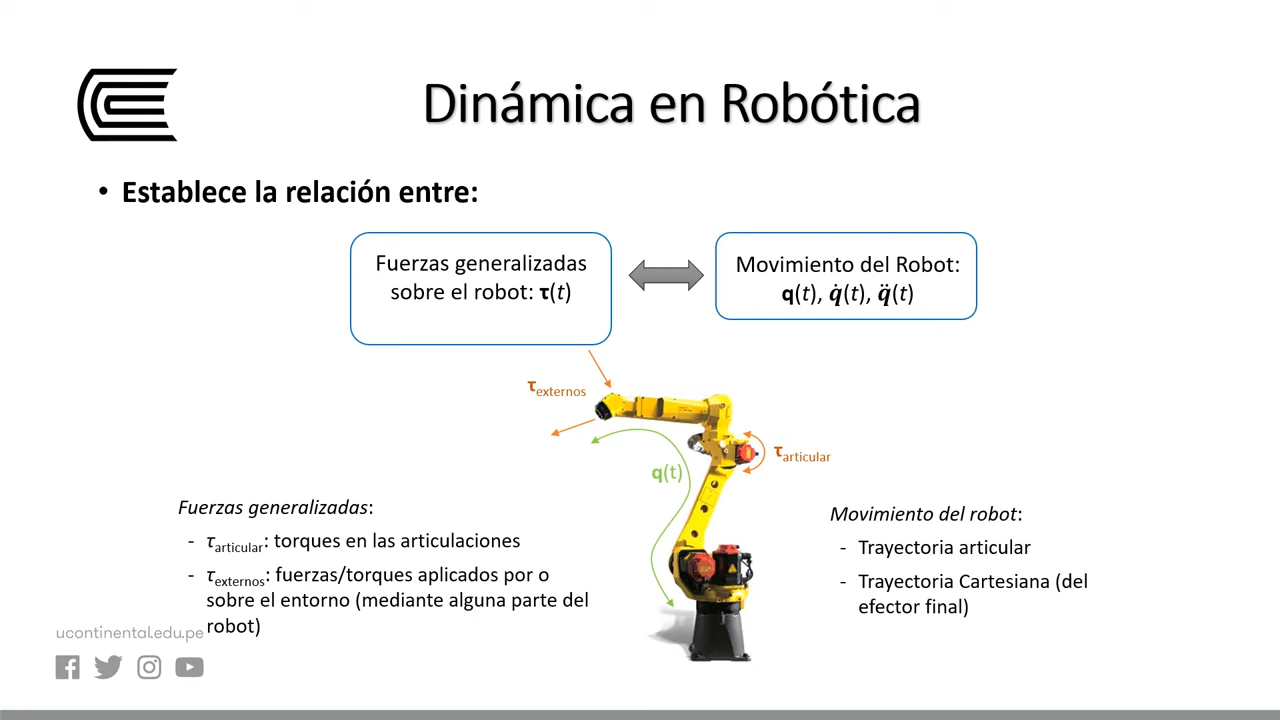 Dinámica en Robótica
• Establece la relación entre:
Fuerzas generalizadas
sobre el robot: τ(t)
Movimiento del Robot:
q(t), q̇(t), q̈(t)
τexternos
τarticular
q(t)
Fuerzas generalizadas:
- τarticular: torques en las articulaciones
- τexternos: fuerzas/torques aplicados por o
sobre el entorno (mediante alguna parte del
robot)
Movimiento del robot:
- Trayectoria articular
- Trayectoria Cartesiana (del
efector final)
ucontinental.edu.pe